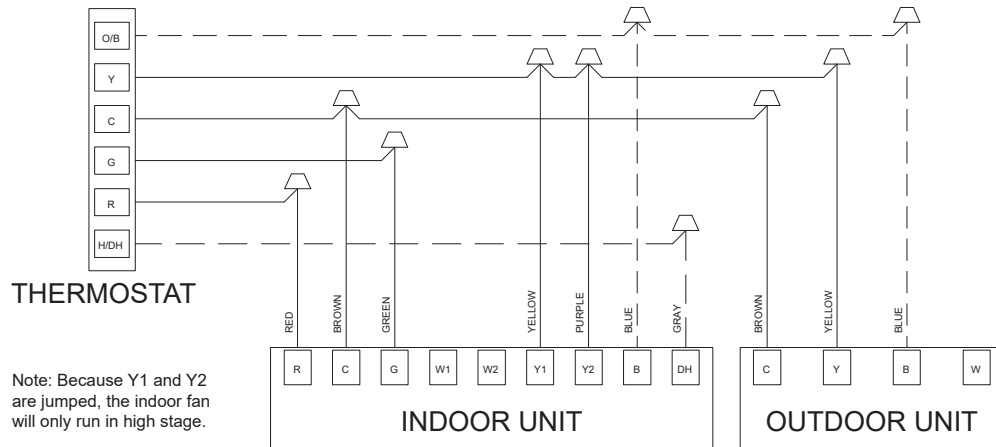 O/B
Y
C
G
R
H/DH
THERMOSTAT
RED
BROWN
GREEN
YELLOW
PURPLE
BLUE
GRAY
BROWN
YELLOW
BLUE
R C G W1 W2 Y1 Y2 B DH
C Y B W
INDOOR UNIT
OUTDOOR UNIT
Note: Because Y1 and Y2
are jumped, the indoor fan
will only run in high stage.